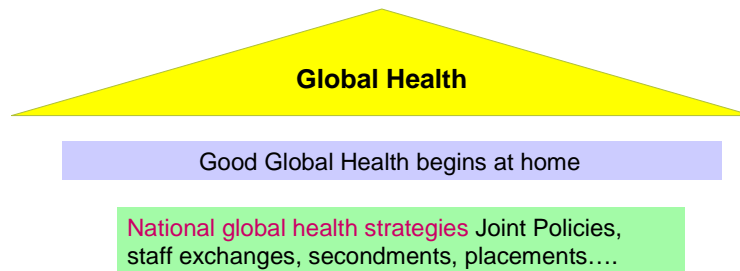 Global Health
Good Global Health begins at home
National global health strategies Joint Policies,
staff exchanges, secondments, placements….